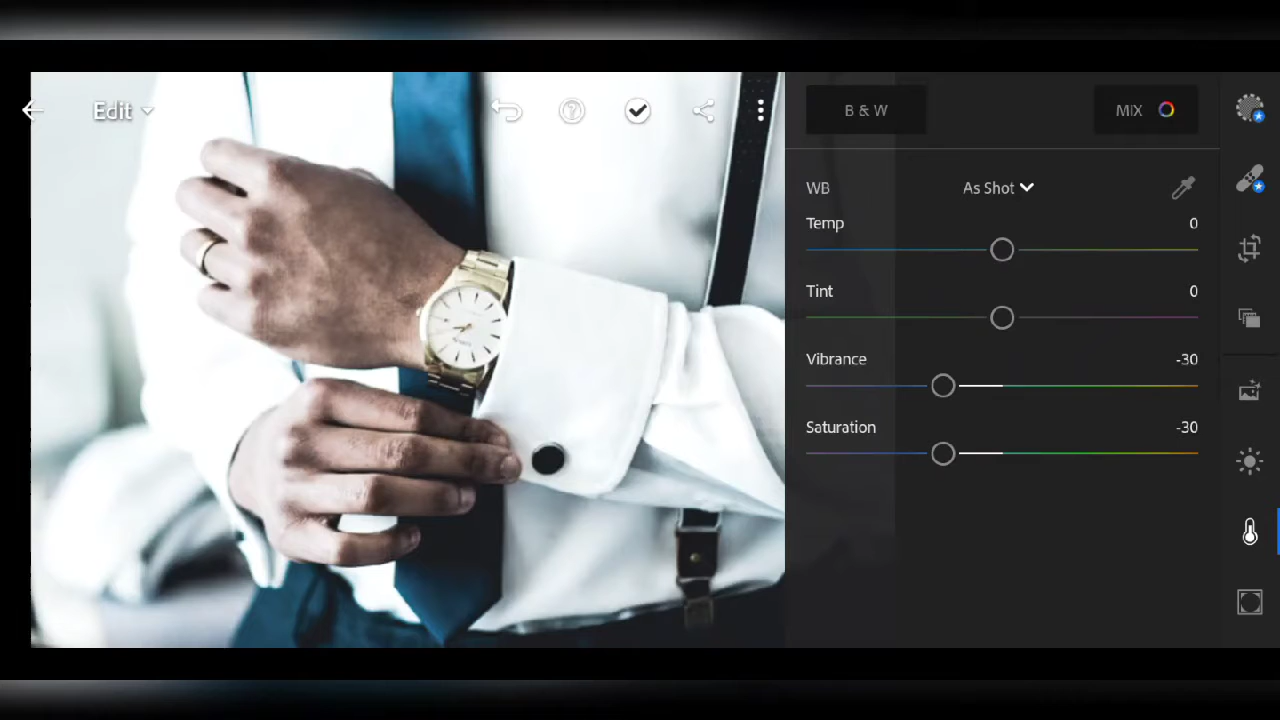 Edit
B & W
MIX
WB
As Shot
Temp
0
Tint
0
Vibrance
-30
Saturation
-30